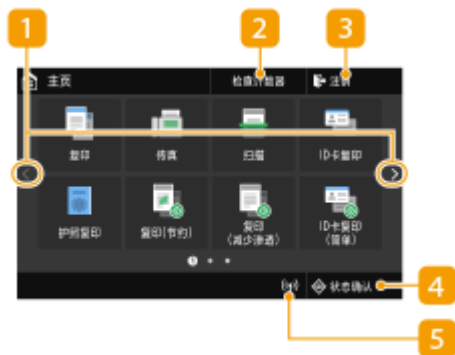 1
2
3
主页
检查计数器
注销
复印
传真
扫描
ID卡复印
护照复印
复印(节约)
复印
(减少渗透)
ID卡复印
(简单)
状态确认
4
5